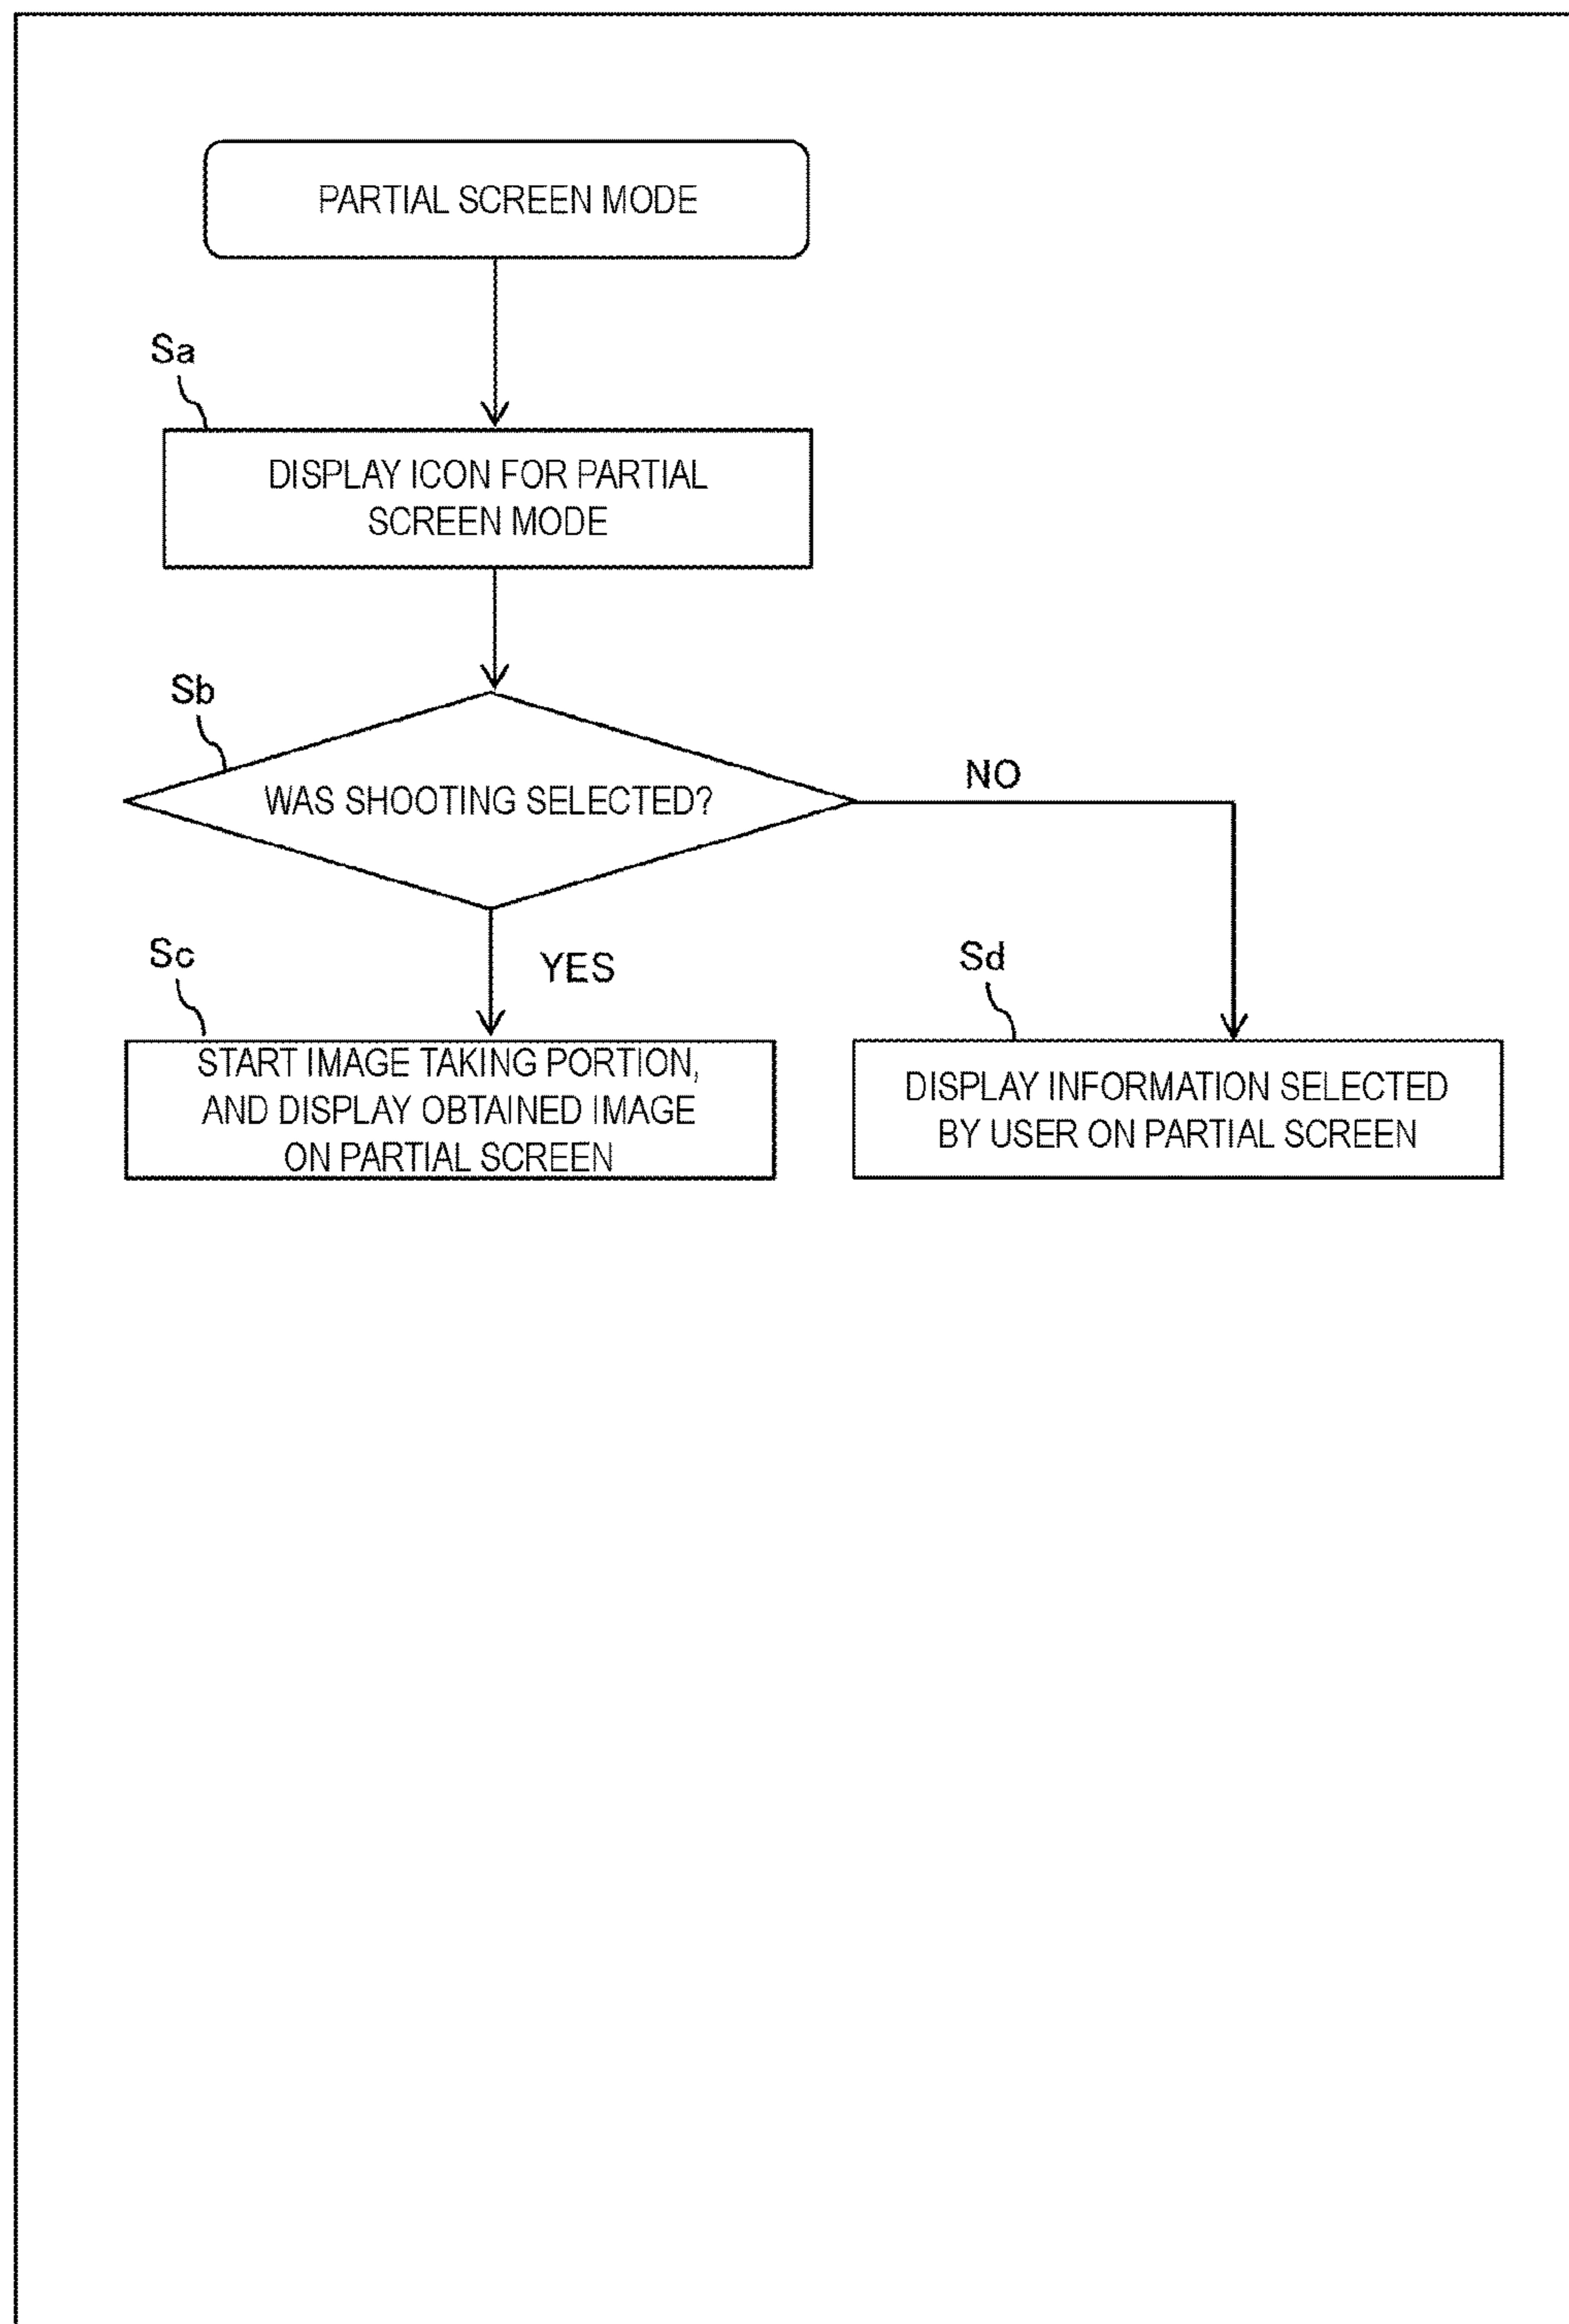 PARTIAL SCREEN MODE
Sa
DISPLAY ICON FOR PARTIAL
SCREEN MODE
Sb
WAS SHOOTING SELECTED?
NO
YES
Sc
START IMAGE TAKING PORTION,
AND DISPLAY OBTAINED IMAGE
ON PARTIAL SCREEN
Sd
DISPLAY INFORMATION SELECTED
BY USER ON PARTIAL SCREEN